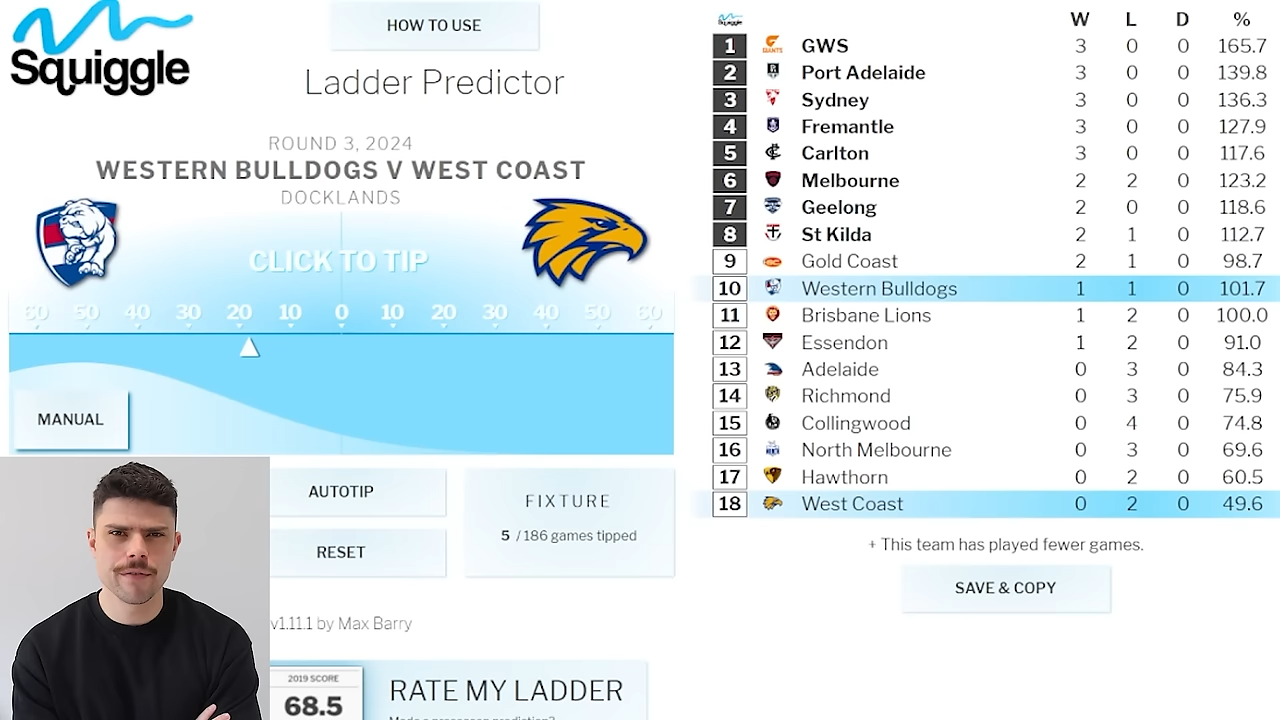 Squiggle
HOW TO USE
Ladder Predictor
ROUND 3, 2024
WESTERN BULLDOGS V WEST COAST
DOCKLANDS
CLICK TO TIP
60 50 40 30 20 10 0 10 20 30 40 50 60
MANUAL
AUTOTIP
RESET
FIXTURE
5 / 186 games tipped
v1.11.1 by Max Barry
2019 SCORE
68.5
RATE MY LADDER
Squiggle W L D %
1 GWS 3 0 0 165.7
2 Port Adelaide 3 0 0 139.8
3 Sydney 3 0 0 136.3
4 Fremantle 3 0 0 127.9
5 Carlton 3 0 0 117.6
6 Melbourne 2 2 0 123.2
7 Geelong 2 0 0 118.6
8 St Kilda 2 1 0 112.7
9 Gold Coast 2 1 0 98.7
10 Western Bulldogs 1 1 0 101.7
11 Brisbane Lions 1 2 0 100.0
12 Essendon 1 2 0 91.0
13 Adelaide 0 3 0 84.3
14 Richmond 0 3 0 75.9
15 Collingwood 0 4 0 74.8
16 North Melbourne 0 3 0 69.6
17 Hawthorn 0 2 0 60.5
18 West Coast 0 2 0 49.6
+ This team has played fewer games.
SAVE & COPY